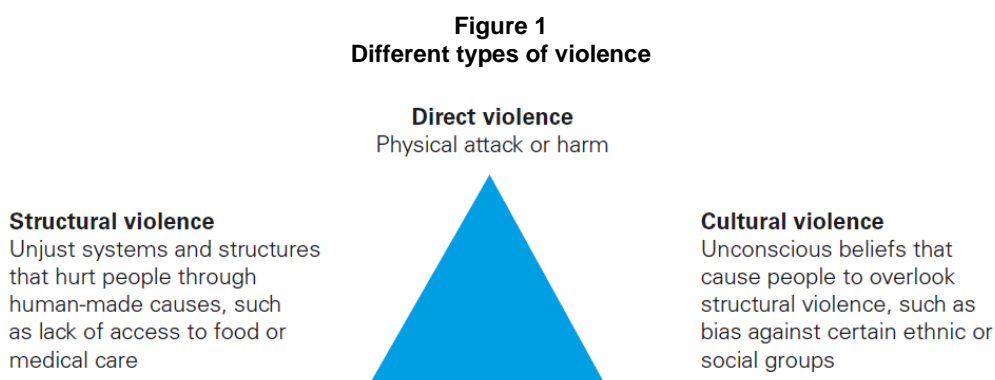 Figure 1
Different types of violence
Direct violence
Physical attack or harm
Structural violence
Unjust systems and structures
that hurt people through
human-made causes, such
as lack of access to food or
medical care
Cultural violence
Unconscious beliefs that
cause people to overlook
structural violence, such as
bias against certain ethnic or
social groups